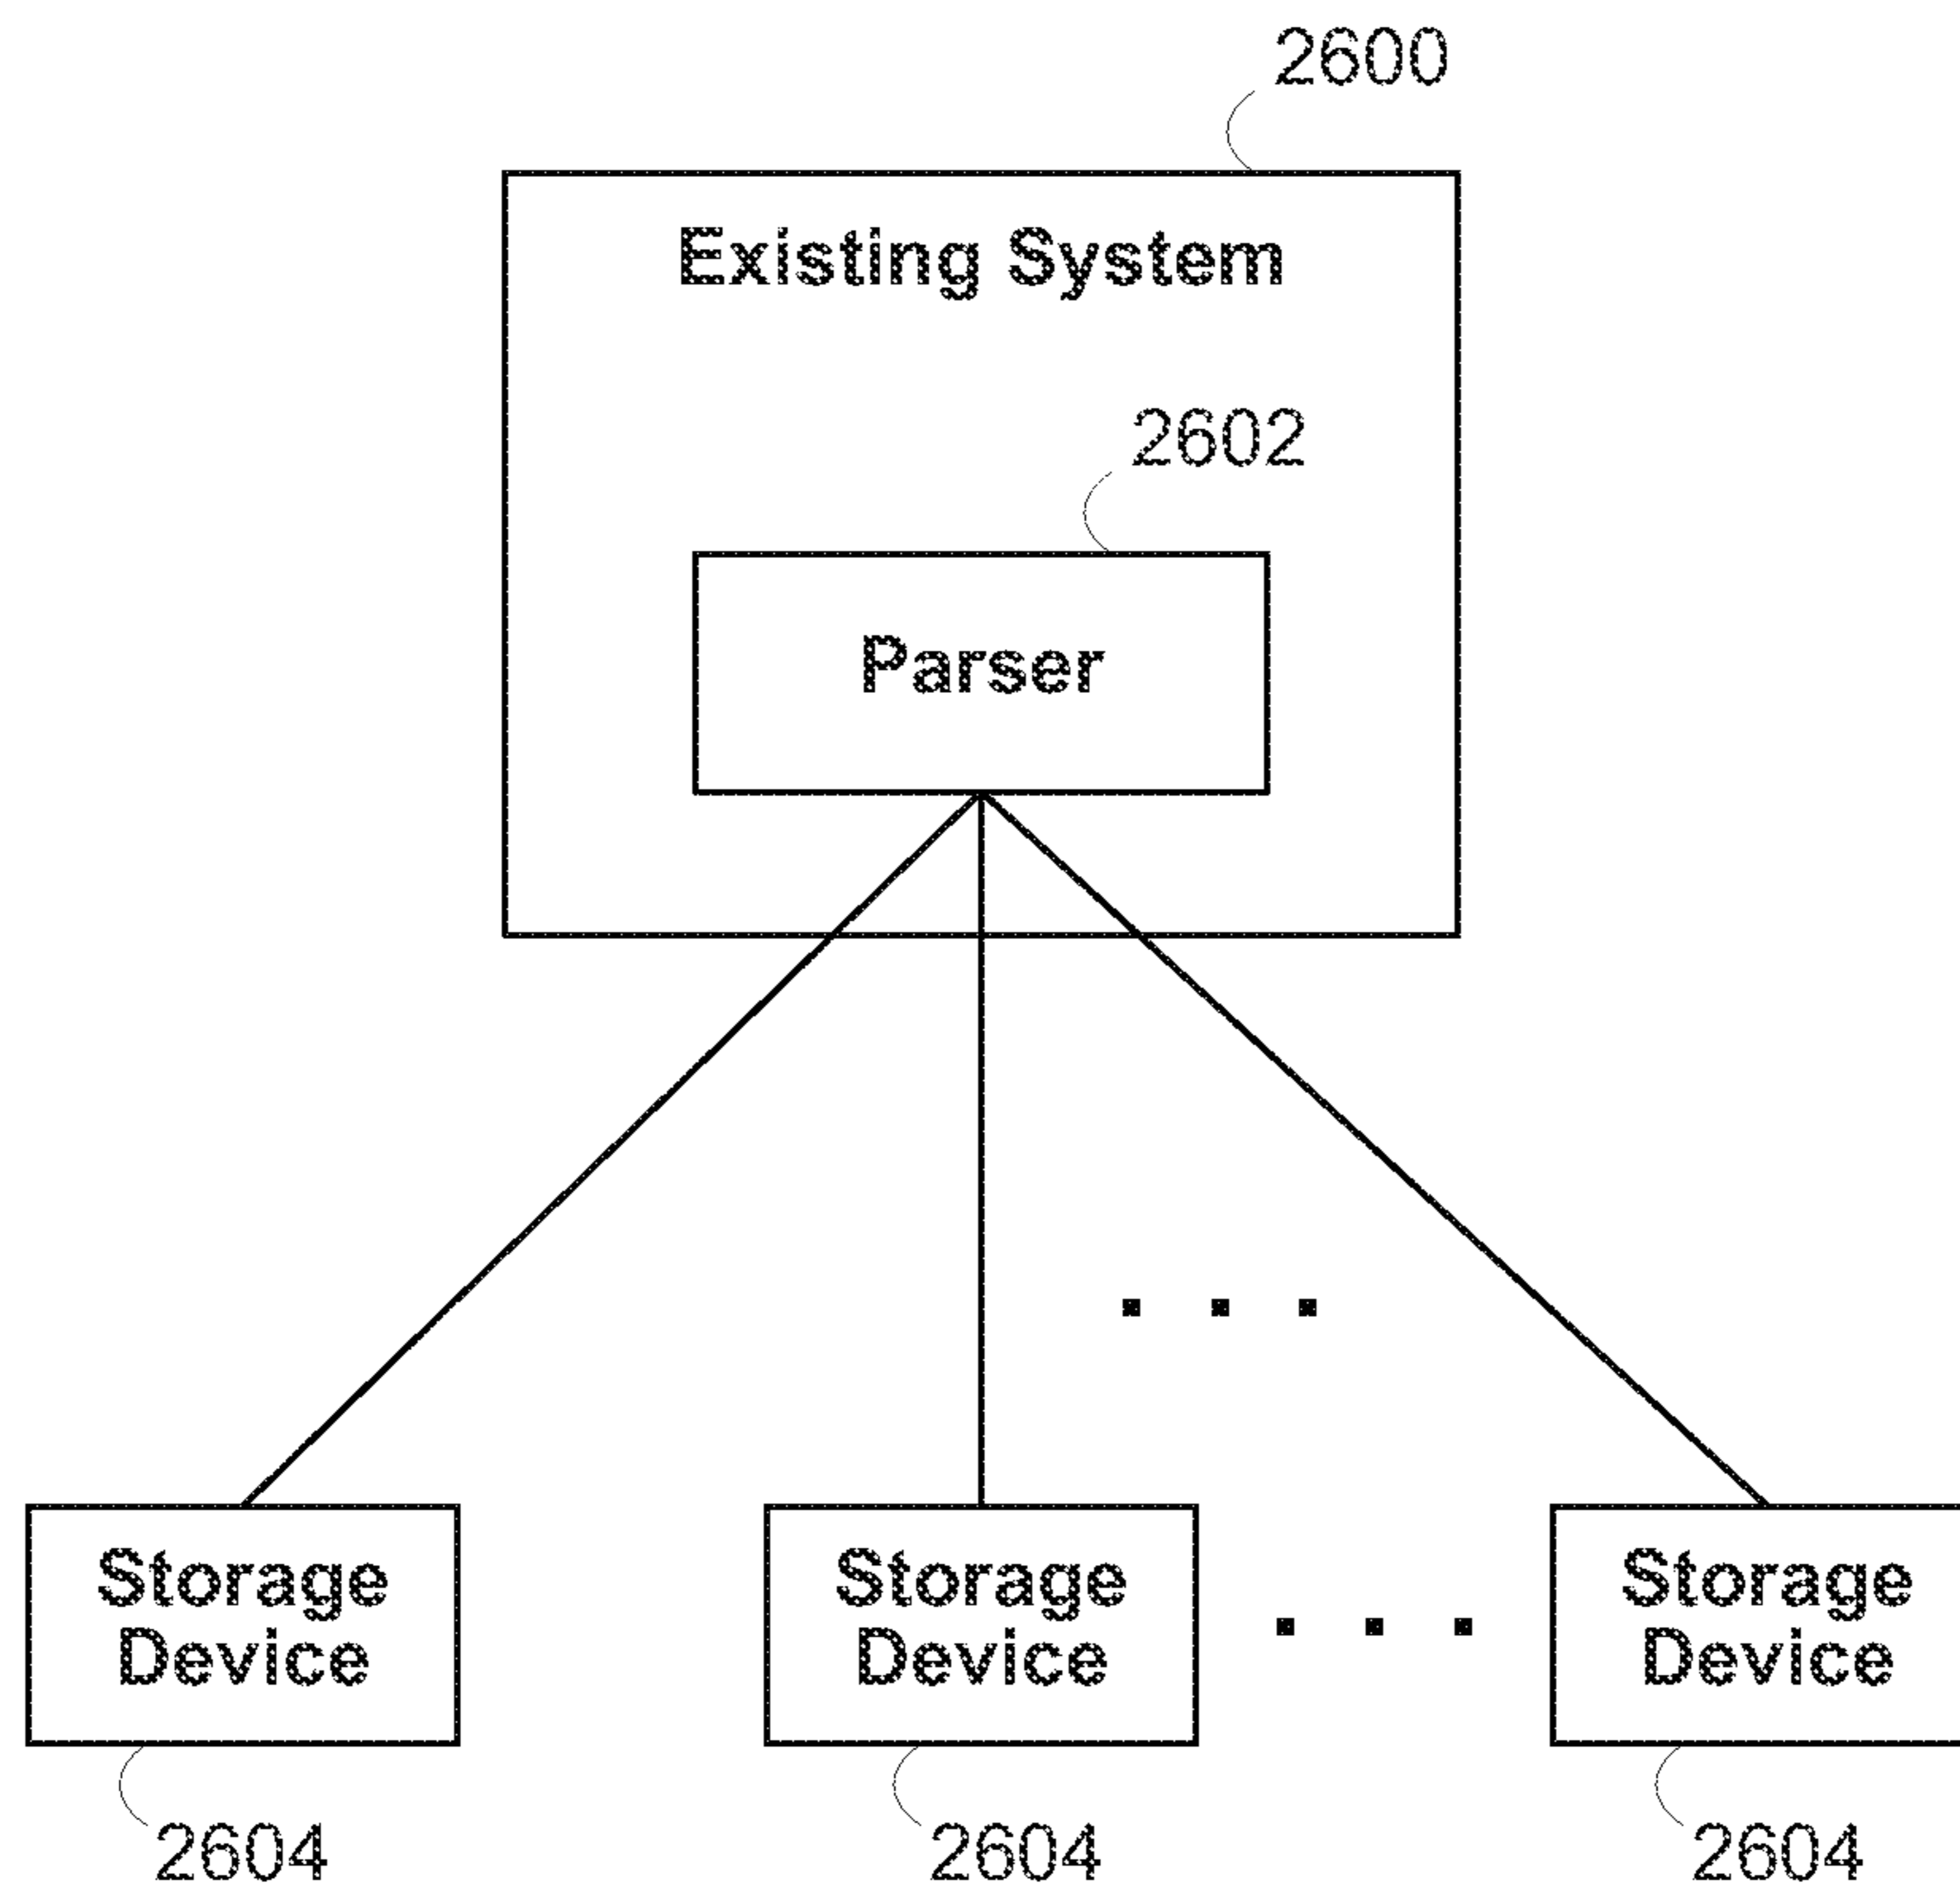 2600
Existing System
2602
Parser
Storage
Device
Storage
Device
Storage
Device
2604
2604
2604